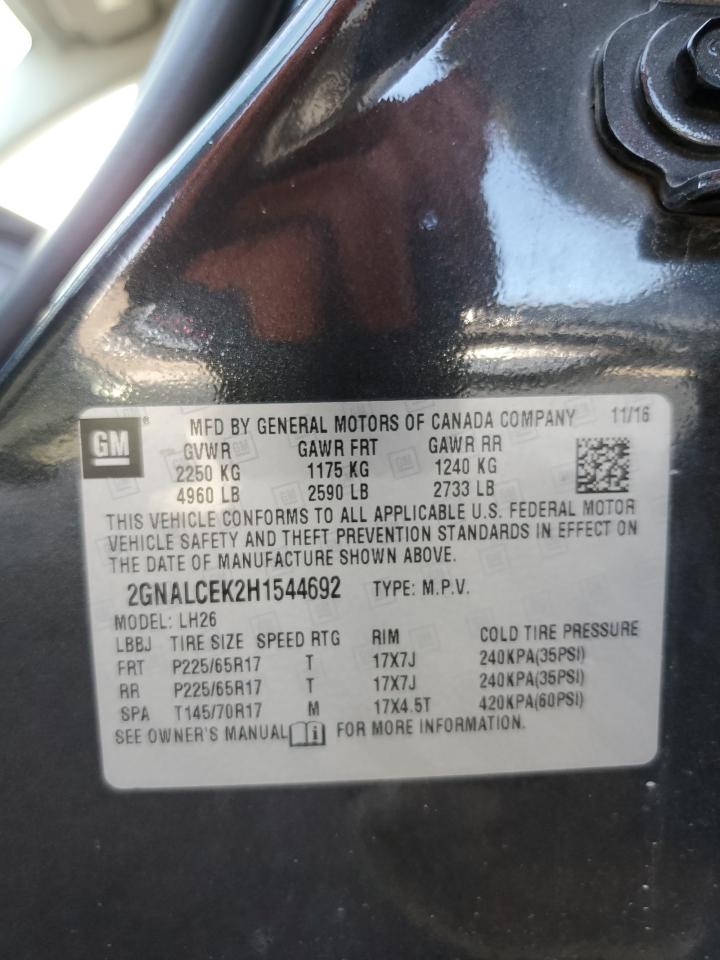 GM ® MFD BY GENERAL MOTORS OF CANADA COMPANY 11/16
GVWR GAWR FRT GAWR RR
2250 KG 1175 KG 1240 KG
4960 LB 2590 LB 2733 LB
THIS VEHICLE CONFORMS TO ALL APPLICABLE U.S. FEDERAL MOTOR
VEHICLE SAFETY AND THEFT PREVENTION STANDARDS IN EFFECT ON
THE DATE OF MANUFACTURE SHOWN ABOVE.
2GNALCEK2H1544692 TYPE: M.P.V.
MODEL: LH26
LBBJ TIRE SIZE SPEED RTG RIM COLD TIRE PRESSURE
FRT P225/65R17 T 17X7J 240KPA(35PSI)
RR P225/65R17 T 17X7J 240KPA(35PSI)
SPA T145/70R17 M 17X4.5T 420KPA(60PSI)
SEE OWNER'S MANUAL i FOR MORE INFORMATION.